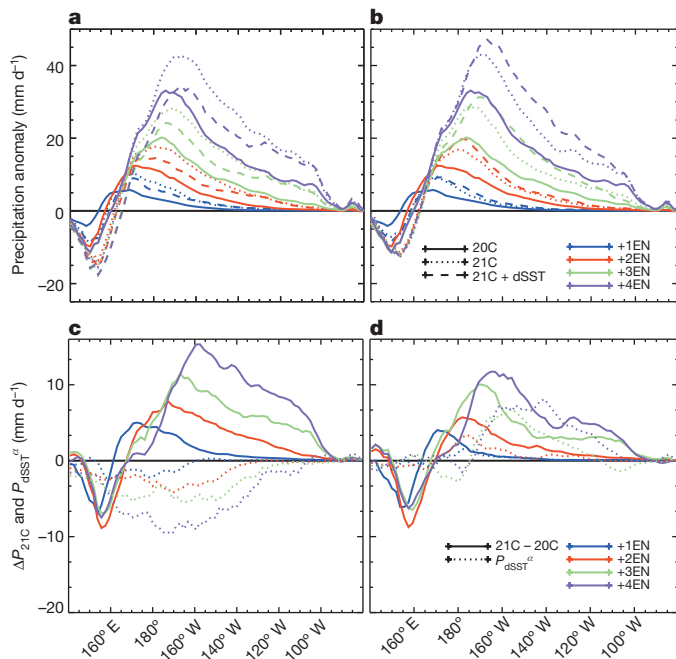 a
b
Precipitation anomaly (mm d⁻¹)
40
20
0
−20
20C
21C
21C + dSST
+1EN
+2EN
+3EN
+4EN
c
d
ΔP21C and PdSSTα (mm d⁻¹)
10
0
−10
−20
21C − 20C
PdSSTα
+1EN
+2EN
+3EN
+4EN
160° E
180°
160° W
140° W
120° W
100° W
160° E
180°
160° W
140° W
120° W
100° W